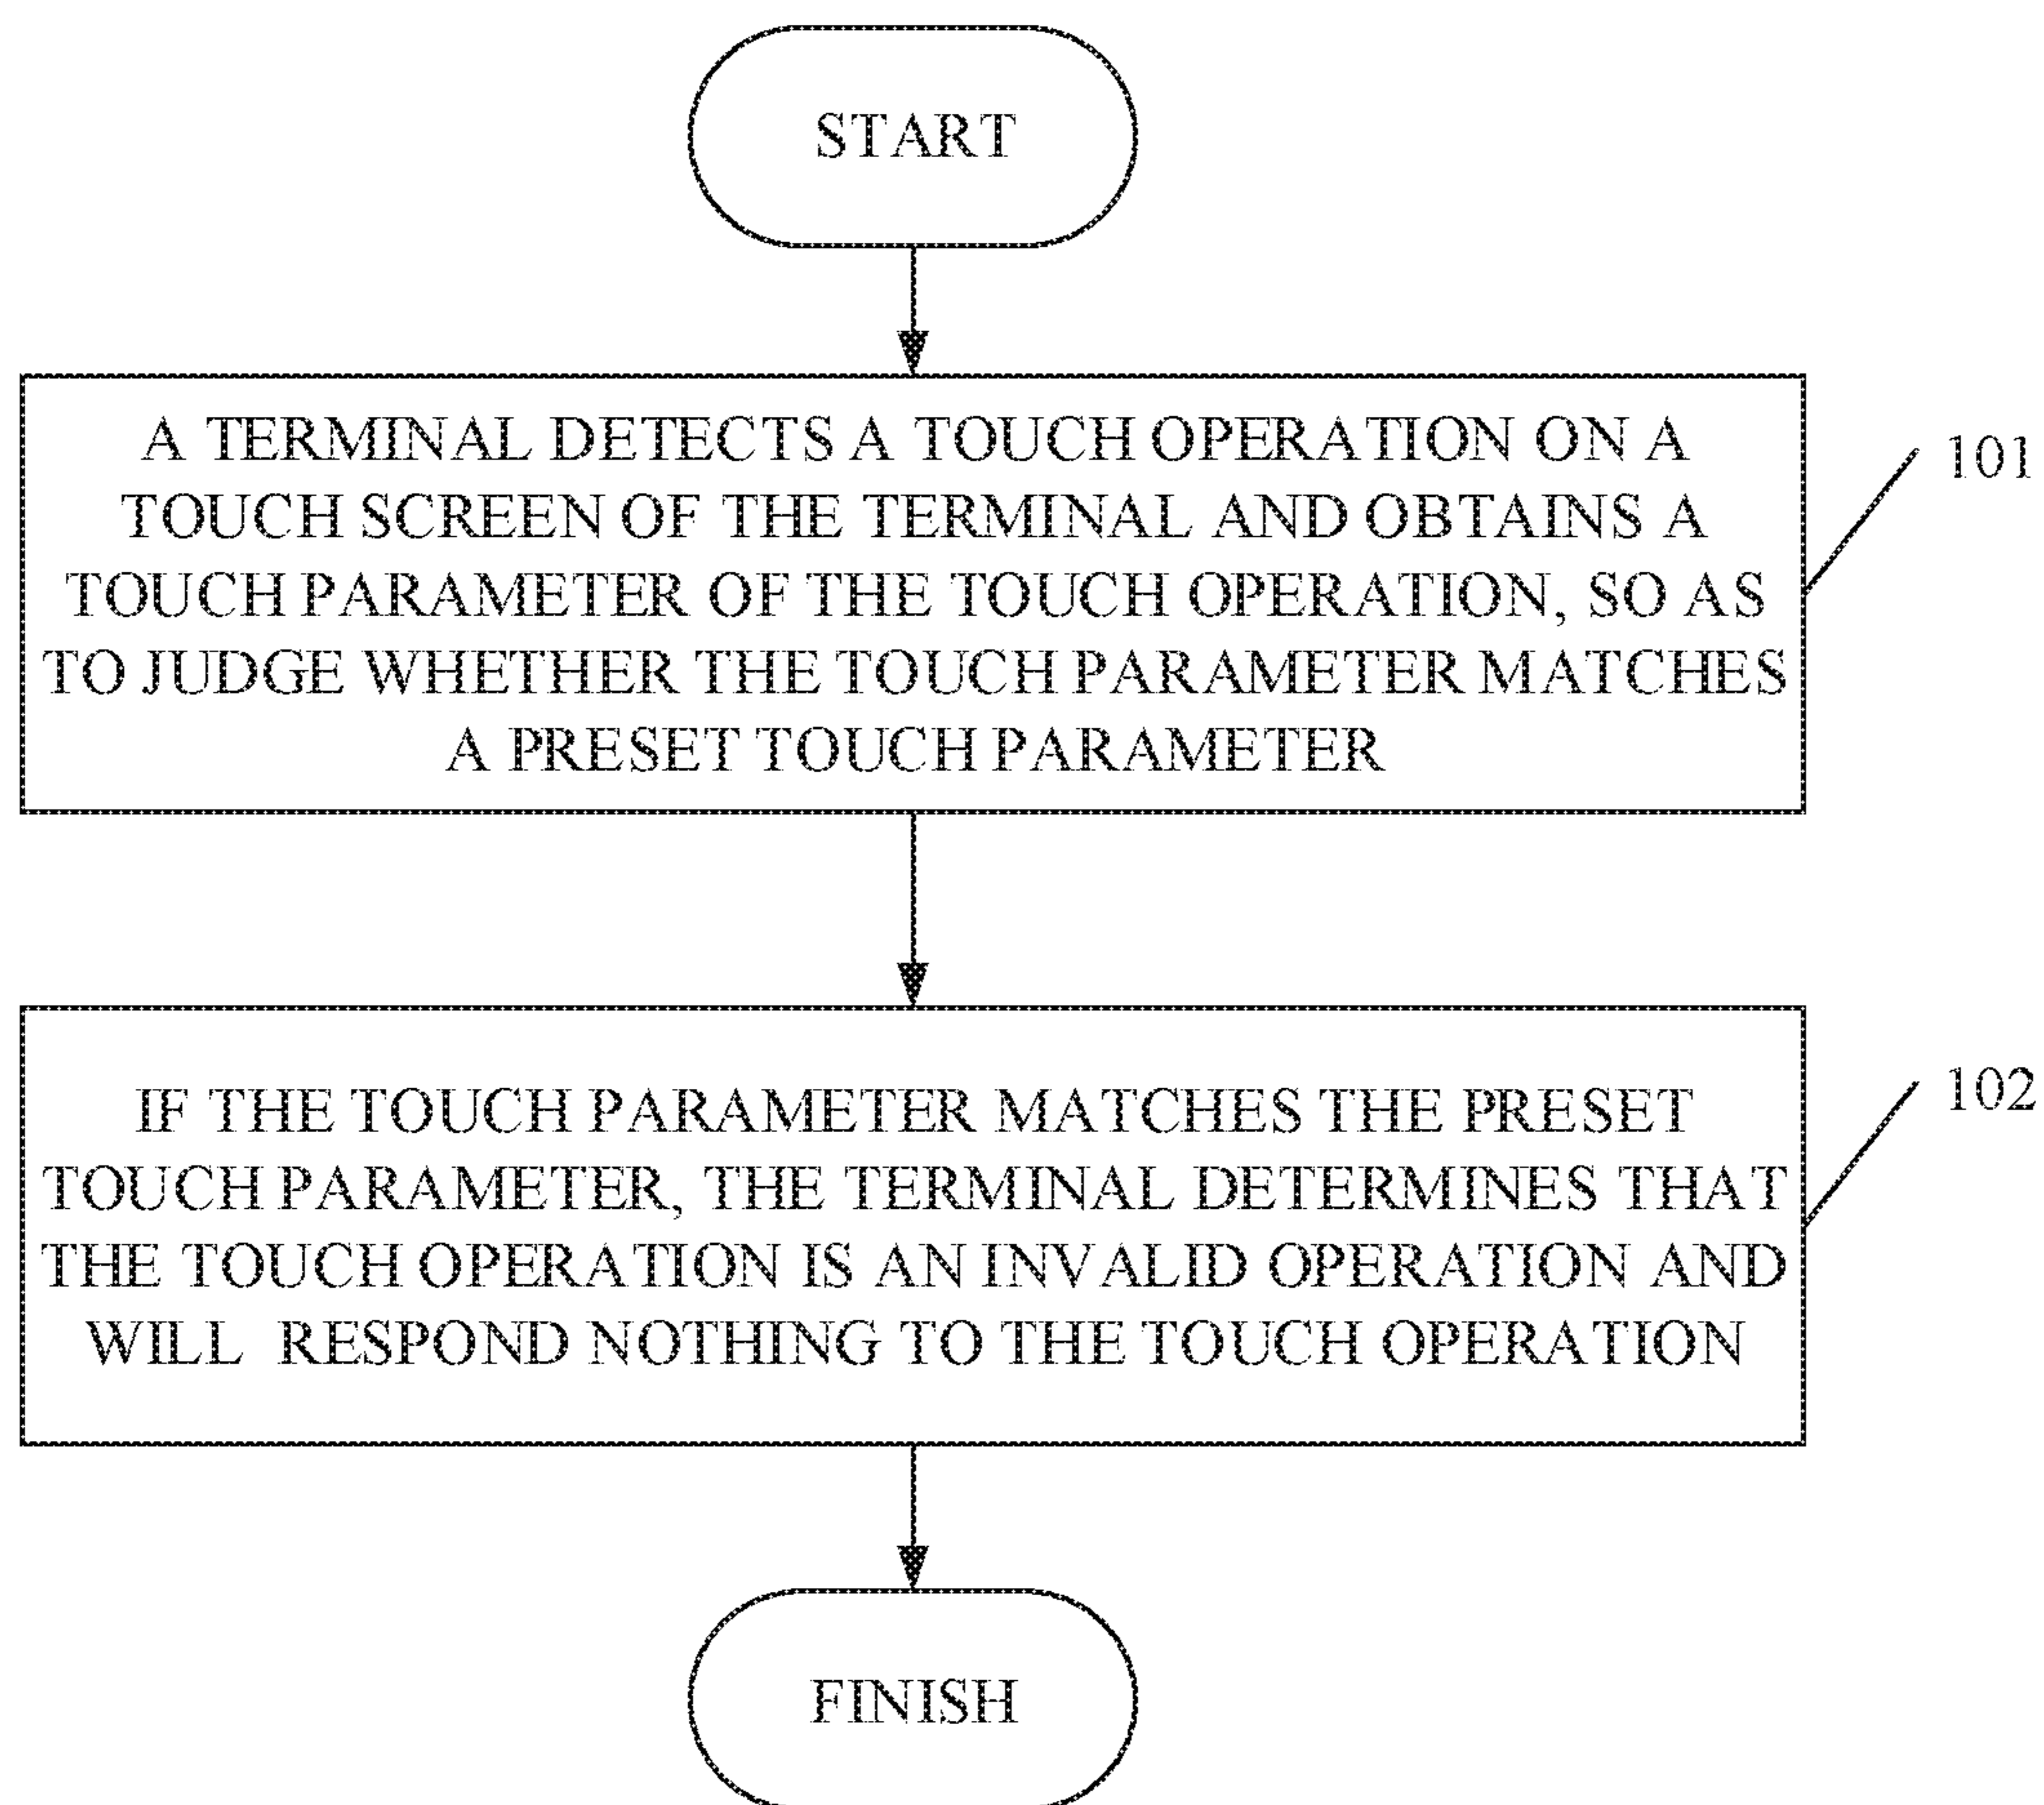 START
A TERMINAL DETECTS A TOUCH OPERATION ON A
TOUCH SCREEN OF THE TERMINAL AND OBTAINS A
TOUCH PARAMETER OF THE TOUCH OPERATION, SO AS
TO JUDGE WHETHER THE TOUCH PARAMETER MATCHES
A PRESET TOUCH PARAMETER
101
IF THE TOUCH PARAMETER MATCHES THE PRESET
TOUCH PARAMETER, THE TERMINAL DETERMINES THAT
THE TOUCH OPERATION IS AN INVALID OPERATION AND
WILL RESPOND NOTHING TO THE TOUCH OPERATION
102
FINISH